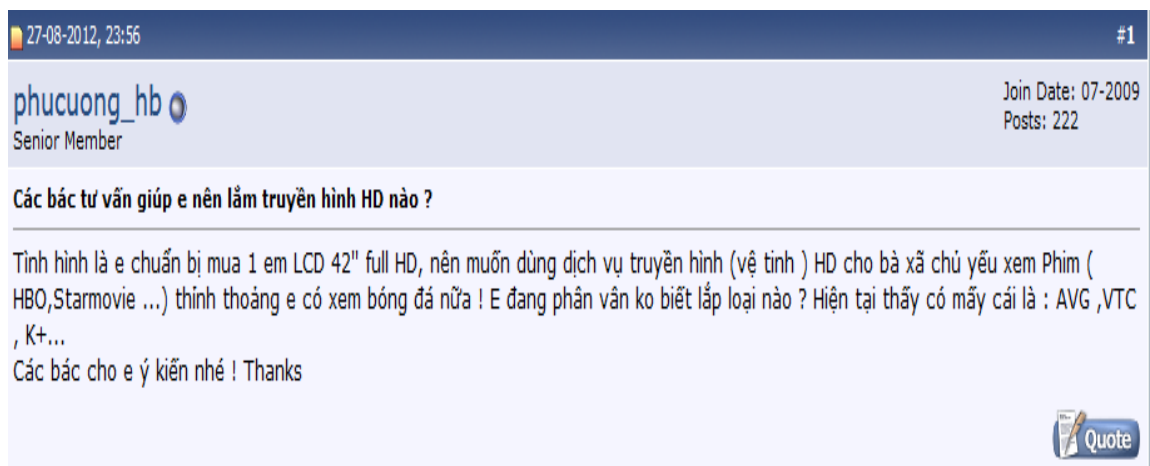 27-08-2012, 23:56 #1
phucuong_hb
Senior Member
Join Date: 07-2009
Posts: 222
Các bác tư vấn giúp e nên lắm truyền hình HD nào ?
Tình hình là e chuẩn bị mua 1 em LCD 42" full HD, nên muốn dùng dịch vụ truyền hình (vệ tinh ) HD cho bà xã chủ yếu xem Phim (
HBO,Starmovie ...) thỉnh thoảng e có xem bóng đá nữa ! E đang phân vân ko biết lắp loại nào ? Hiện tại thấy có mấy cái là : AVG ,VTC
, K+...
Các bác cho e ý kiến nhé ! Thanks
Quote